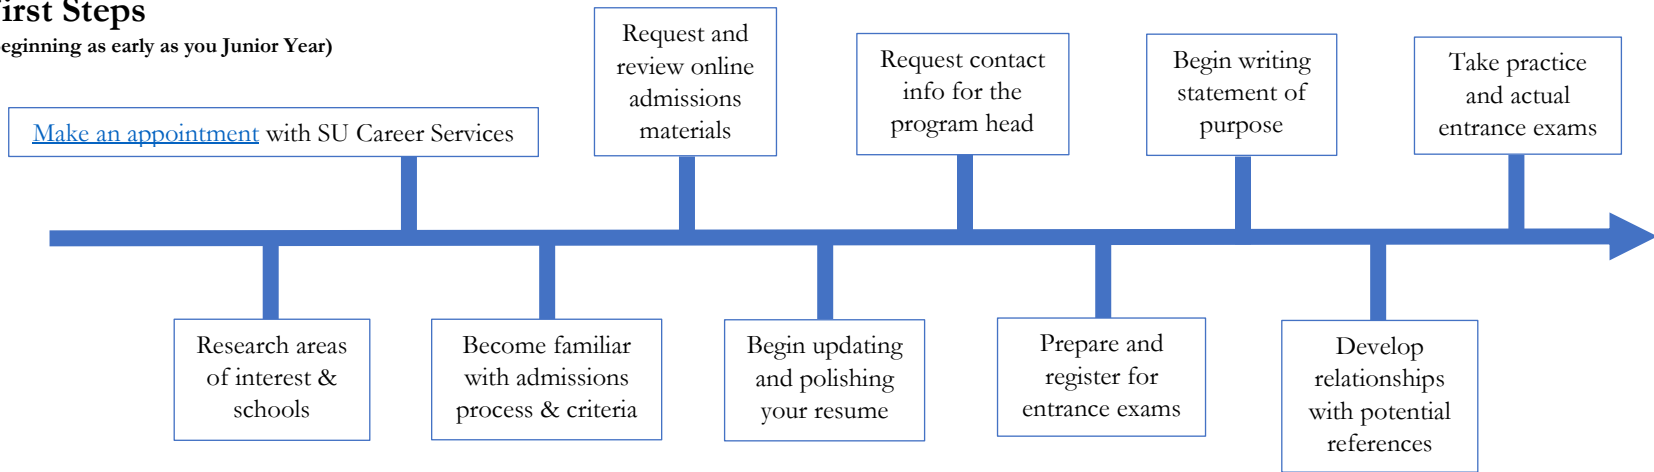 irst Steps
eginning as early as you Junior Year)
Make an appointment with SU Career Services
Request and
review online
admissions
materials
Request contact
info for the
program head
Begin writing
statement of
purpose
Take practice
and actual
entrance exams
Research areas
of interest &
schools
Become familiar
with admissions
process & criteria
Begin updating
and polishing
your resume
Prepare and
register for
entrance exams
Develop
relationships
with potential
references